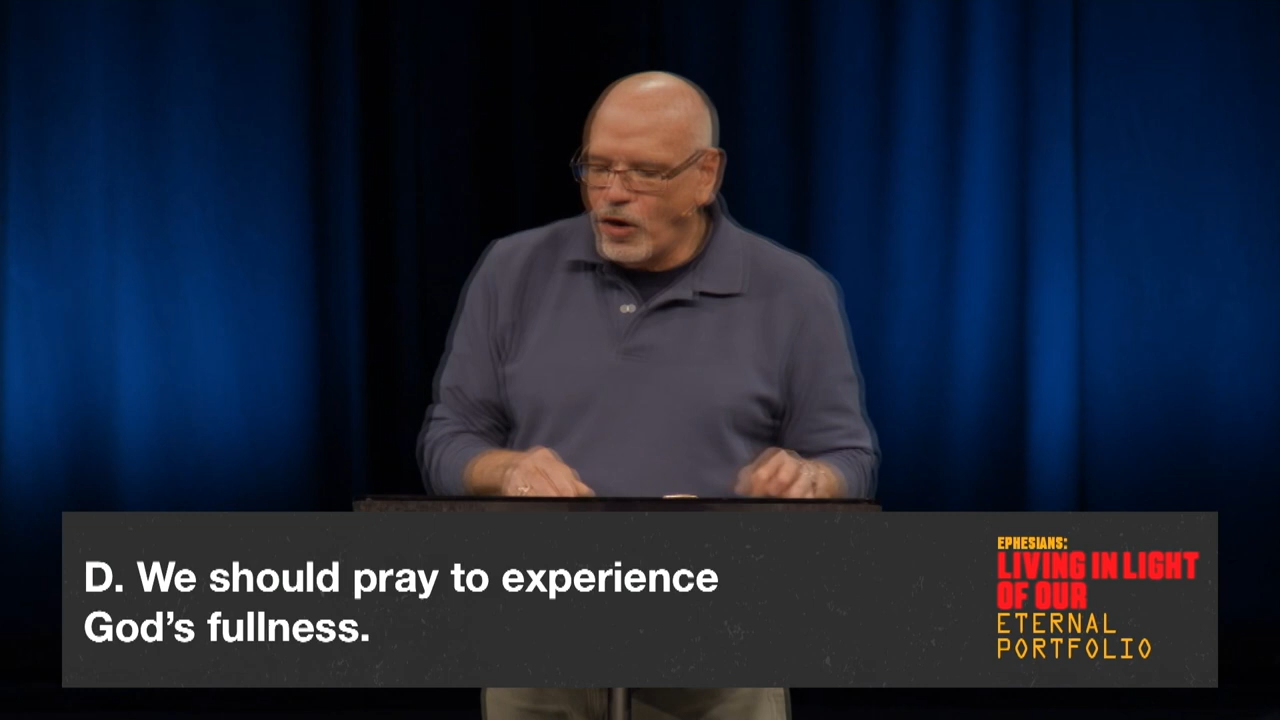 D. We should pray to experience
God's fullness.
EPHESIANS:
LIVING IN LIGHT
OF OUR
ETERNAL
PORTFOLIO